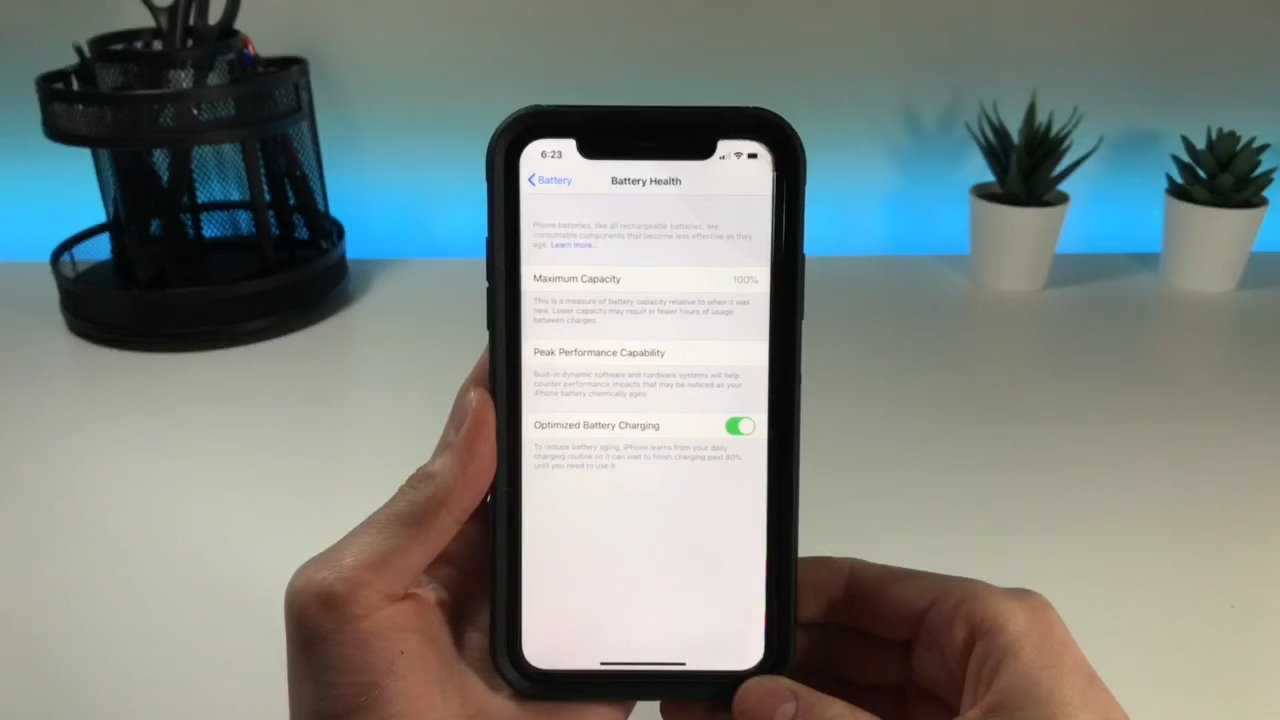 6:23
Battery
Battery Health
Phone batteries, like all rechargeable batteries, are
consumable components that become less effective as they
age. Learn more...
Maximum Capacity 100%
This is a measure of battery capacity relative to when it was
new. Lower capacity may result in fewer hours of usage
between charges.
Peak Performance Capability
Built-in dynamic software and hardware systems will help
counter performance impacts that may be noticed as your
iPhone battery chemically ages.
Optimized Battery Charging
To reduce battery aging, iPhone learns from your daily
charging routine so it can wait to finish charging past 80%
until you need to use it.